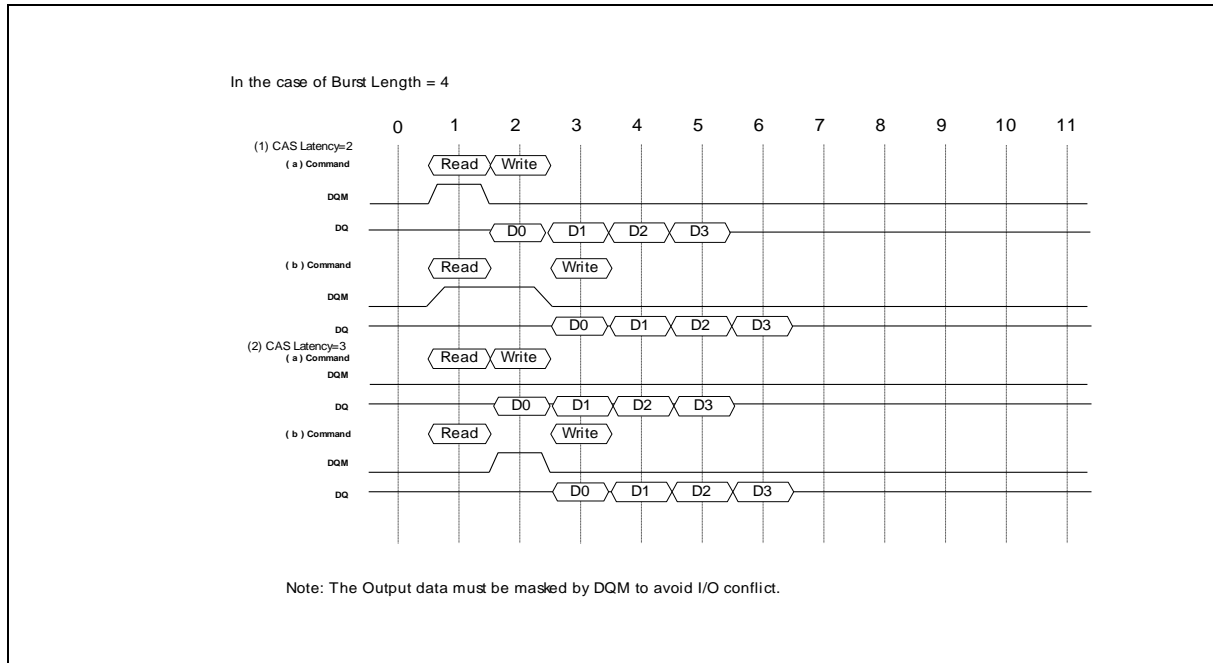 In the case of Burst Length = 4
0 1 2 3 4 5 6 7 8 9 10 11
(1) CAS Latency=2
( a ) Command Read Write
DQM
DQ D0 D1 D2 D3
( b ) Command Read Write
DQM
DQ D0 D1 D2 D3
(2) CAS Latency=3
( a ) Command Read Write
DQM
DQ D0 D1 D2 D3
( b ) Command Read Write
DQM
DQ D0 D1 D2 D3
Note: The Output data must be masked by DQM to avoid I/O conflict.